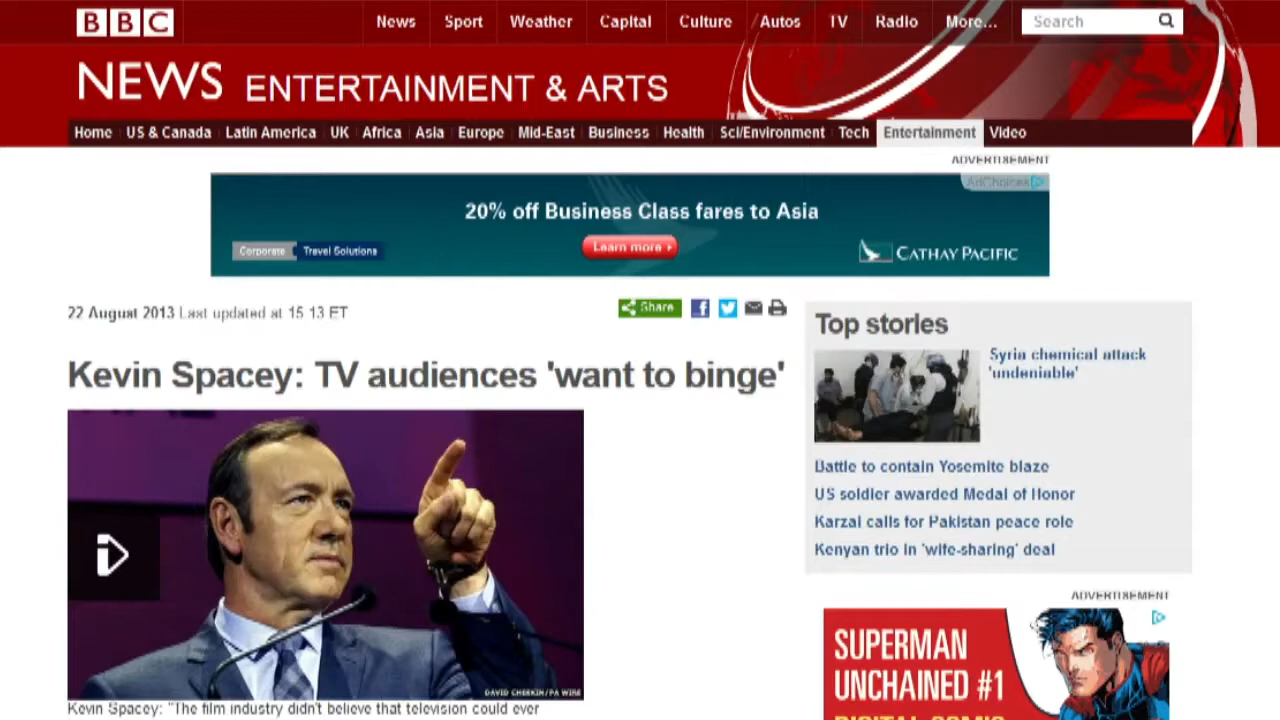 BBC
News Sport Weather Capital Culture Autos TV Radio More... Search
NEWS ENTERTAINMENT & ARTS
Home US & Canada Latin America UK Africa Asia Europe Mid-East Business Health Sci/Environment Tech Entertainment Video
ADVERTISEMENT
AdChoices
20% off Business Class fares to Asia
Learn more
Corporate Travel Solutions
CATHAY PACIFIC
22 August 2013 Last updated at 15:13 ET
Share
Kevin Spacey: TV audiences 'want to binge'
DAVID CHESKIN/PA WIRE
Kevin Spacey: "The film industry didn't believe that television could ever
Top stories
Syria chemical attack
'undeniable'
Battle to contain Yosemite blaze
US soldier awarded Medal of Honor
Karzai calls for Pakistan peace role
Kenyan trio in 'wife-sharing' deal
ADVERTISEMENT
SUPERMAN
UNCHAINED #1
DIGITAL COMIC